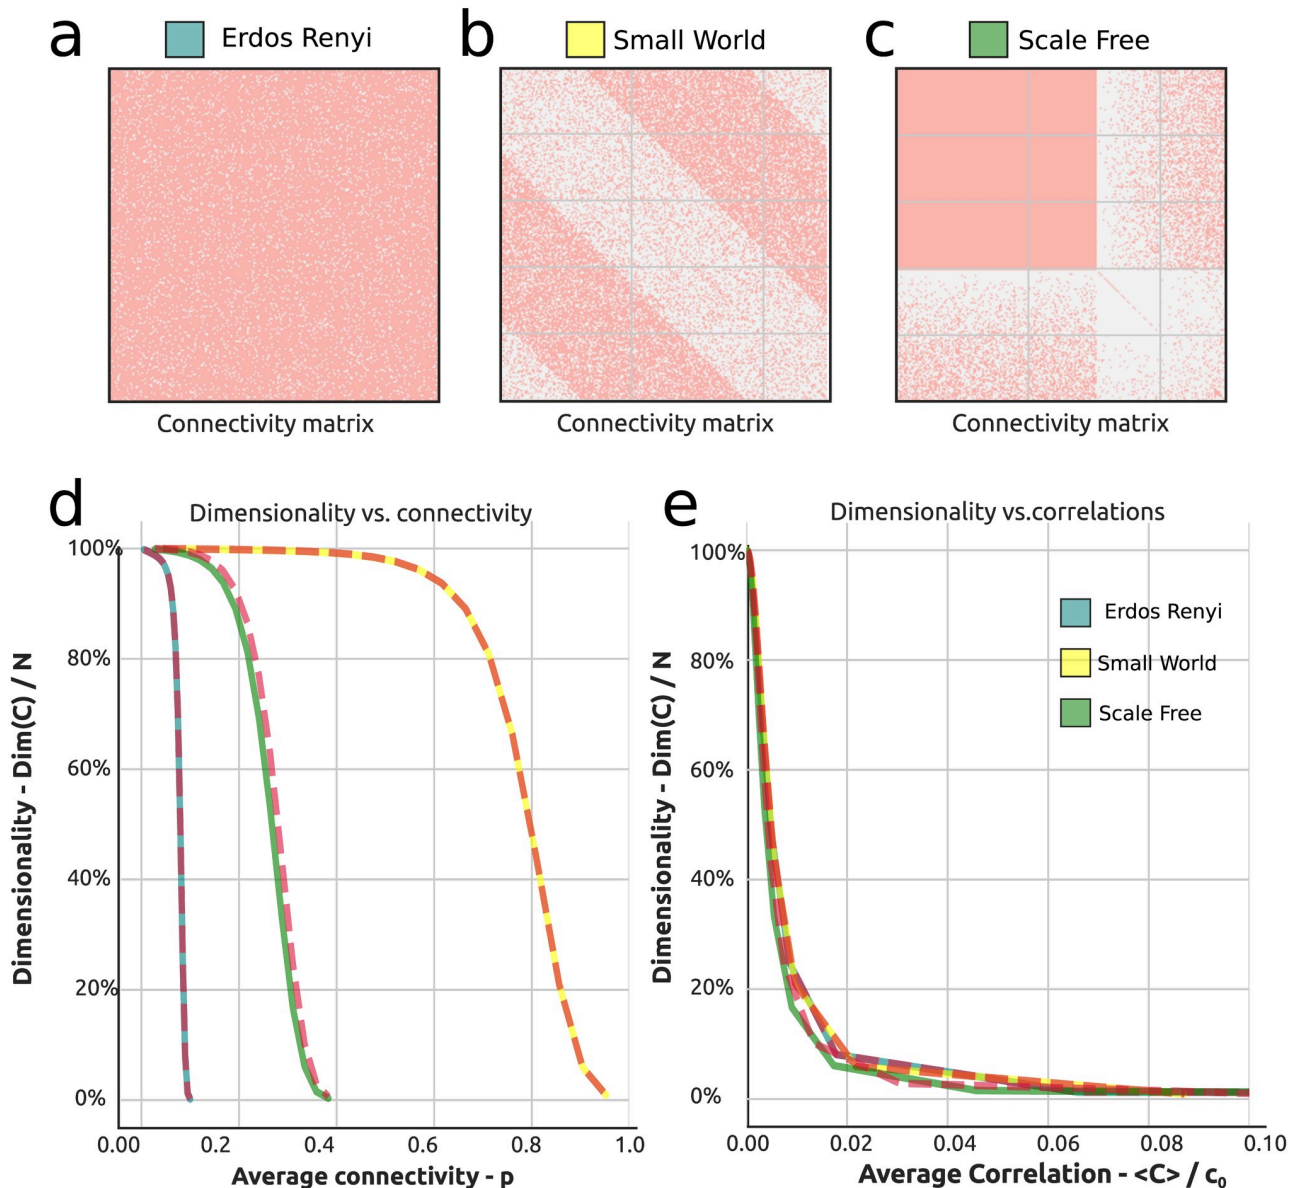 a Erdos Renyi
b Small World
c Scale Free
Connectivity matrix
Connectivity matrix
Connectivity matrix
d Dimensionality vs. connectivity
100%
80%
60%
40%
20%
0%
Dimensionality - Dim(C) / N
0.00 0.2 0.4 0.6 0.8 1.0
Average connectivity - p
e Dimensionality vs.correlations
100%
80%
60%
40%
20%
0%
Dimensionality - Dim(C) / N
Erdos Renyi
Small World
Scale Free
0.00 0.02 0.04 0.06 0.08 0.10
Average Correlation - <C> / c₀